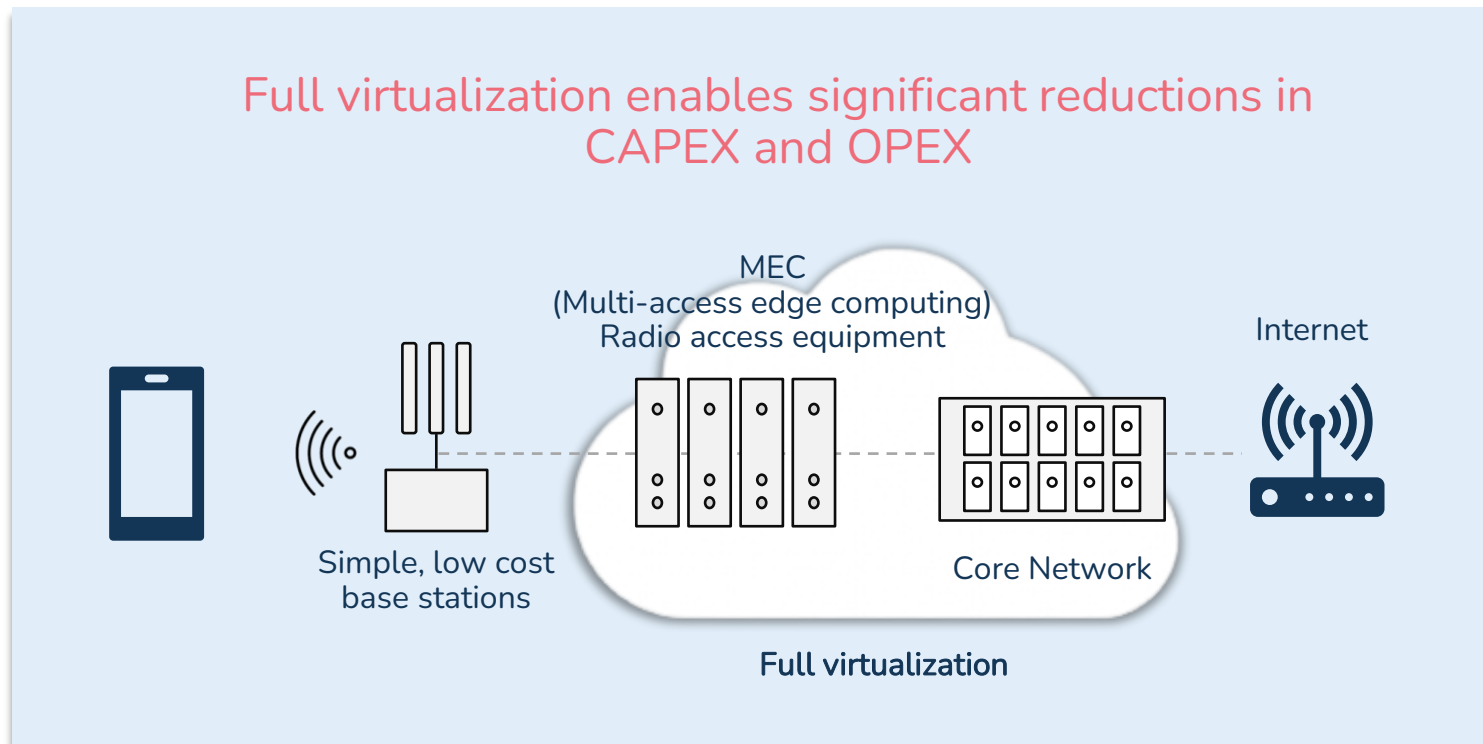 Full virtualization enables significant reductions in
CAPEX and OPEX
MEC
(Multi-access edge computing)
Radio access equipment
Internet
Simple, low cost
base stations
Core Network
Full virtualization